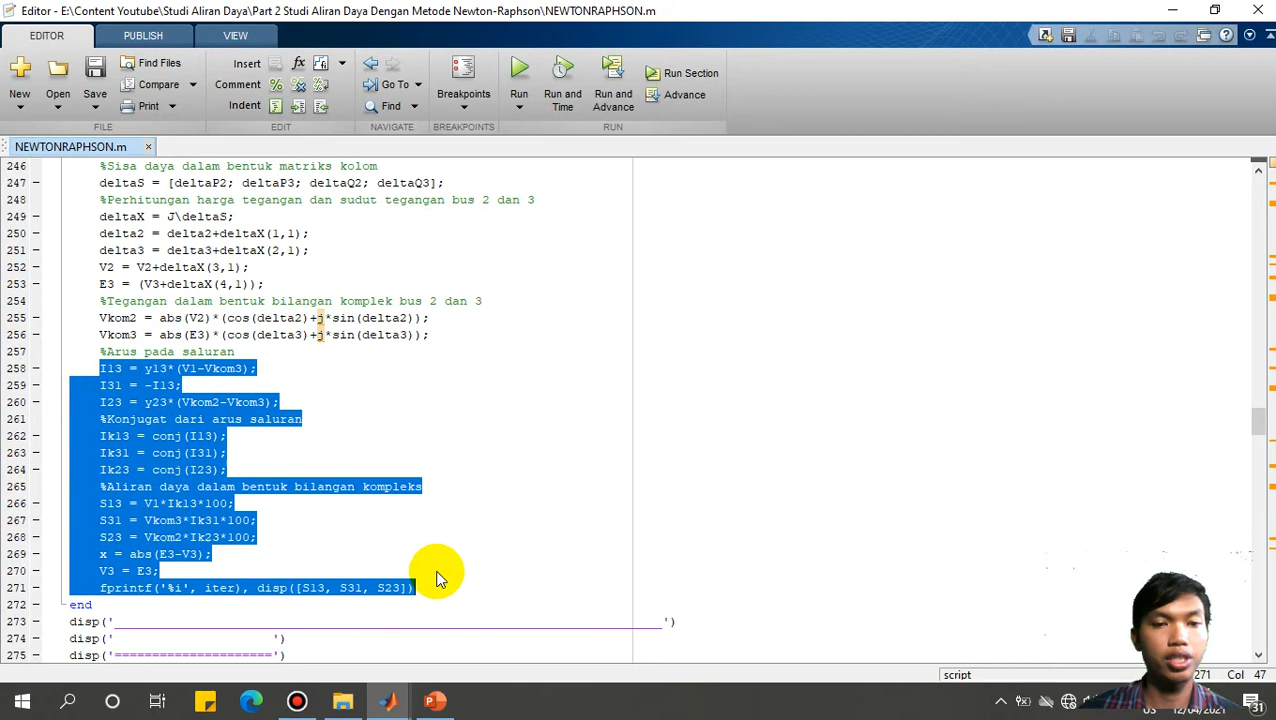 Editor - E:\Content Youtube\Studi Aliran Daya\Part 2 Studi Aliran Daya Dengan Metode Newton-Raphson\NEWTONRAPHSON.m
EDITOR PUBLISH VIEW
New Open Save Find Files Compare Print
Insert fx
Comment
Indent
Go To
Find
Breakpoints
Run Run and Time Run and Advance Run Section Advance
FILE EDIT NAVIGATE BREAKPOINTS RUN
NEWTONRAPHSON.m
246 %Sisa daya dalam bentuk matriks kolom
247 deltaS = [deltaP2; deltaP3; deltaQ2; deltaQ3];
248 %Perhitungan harga tegangan dan sudut tegangan bus 2 dan 3
249 deltaX = J\deltaS;
250 delta2 = delta2+deltaX(1,1);
251 delta3 = delta3+deltaX(2,1);
252 V2 = V2+deltaX(3,1);
253 E3 = (V3+deltaX(4,1));
254 %Tegangan dalam bentuk bilangan komplek bus 2 dan 3
255 Vkom2 = abs(V2)*(cos(delta2)+j*sin(delta2));
256 Vkom3 = abs(E3)*(cos(delta3)+j*sin(delta3));
257 %Arus pada saluran
258 I13 = y13*(V1-Vkom3);
259 I31 = -I13;
260 I23 = y23*(Vkom2-Vkom3);
261 %Konjugat dari arus saluran
262 Ik13 = conj(I13);
263 Ik31 = conj(I31);
264 Ik23 = conj(I23);
265 %Aliran daya dalam bentuk bilangan kompleks
266 S13 = V1*Ik13*100;
267 S31 = Vkom3*Ik31*100;
268 S23 = Vkom2*Ik23*100;
269 x = abs(E3-V3);
270 V3 = E3;
271 fprintf('%i', iter), disp([S13, S31, S23])
272 end
273 disp('_________________________________________________________________________')
274 disp(' ')
275 disp('=====================')
script 271 Col 47
12/04/2021
31